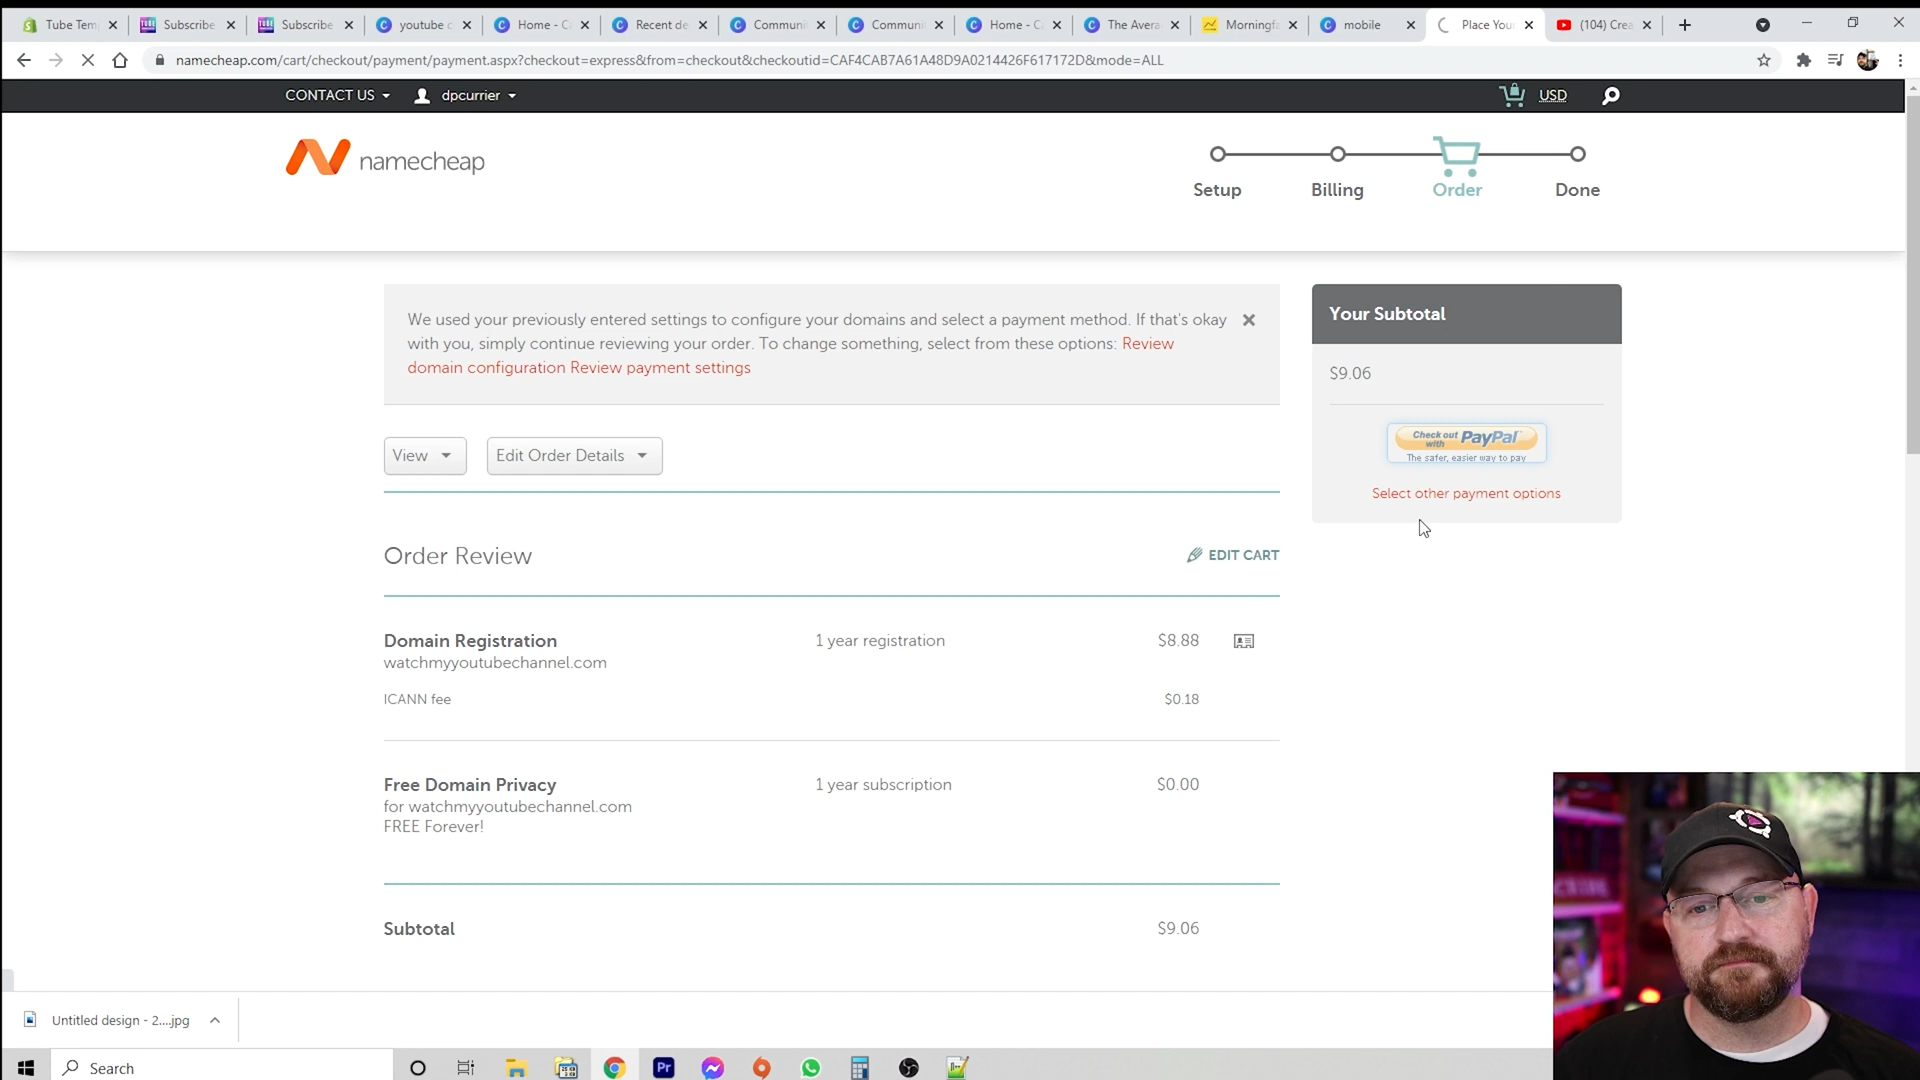 Tube Tem
Subscribe
Subscribe
youtube c
Home - C
Recent de
Communi
Communi
Home - C
The Avera
Morningfa
mobile
Place Your
(104) Crea
namecheap.com/cart/checkout/payment/payment.aspx?checkout=express&from=checkout&checkoutid=CAF4CAB7A61A48D9A0214426F617172D&mode=ALL
CONTACT US
dpcurrier
USD
namecheap
Setup
Billing
Order
Done
We used your previously entered settings to configure your domains and select a payment method. If that's okay
with you, simply continue reviewing your order. To change something, select from these options: Review
domain configuration Review payment settings
Your Subtotal
$9.06
Check out
with PayPal
The safer, easier way to pay
Select other payment options
View
Edit Order Details
Order Review
EDIT CART
Domain Registration
1 year registration
$8.88
watchmyyoutubechannel.com
ICANN fee
$0.18
Free Domain Privacy
1 year subscription
$0.00
for watchmyyoutubechannel.com
FREE Forever!
Subtotal
$9.06
Untitled design - 2....jpg
Search
Pr